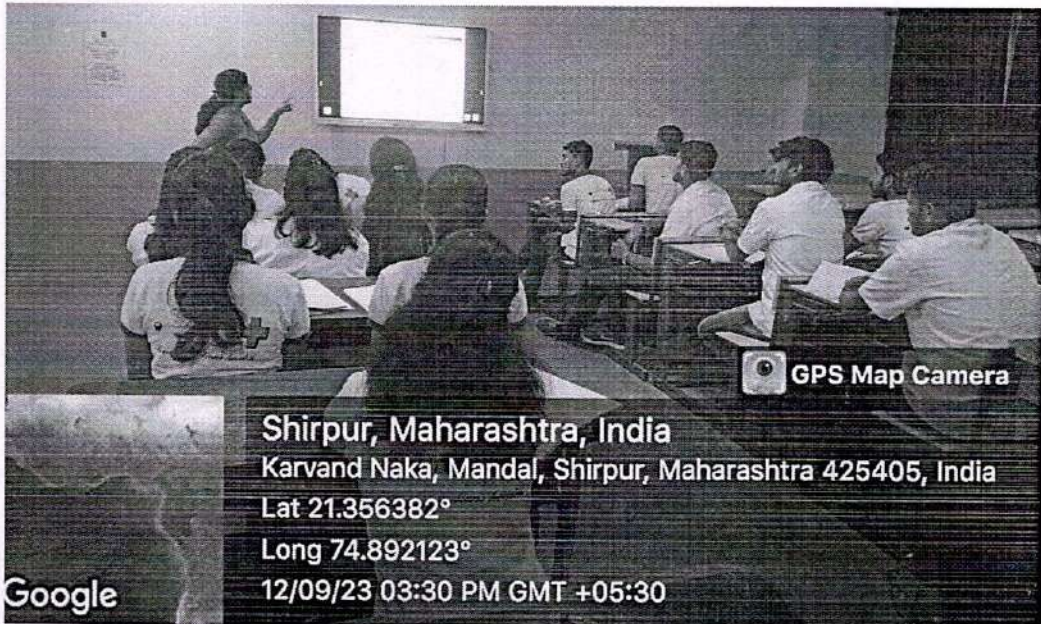 GPS Map Camera
Shirpur, Maharashtra, India
Karvand Naka, Mandal, Shirpur, Maharashtra 425405, India
Lat 21.356382°
Long 74.892123°
12/09/23 03:30 PM GMT +05:30
Google